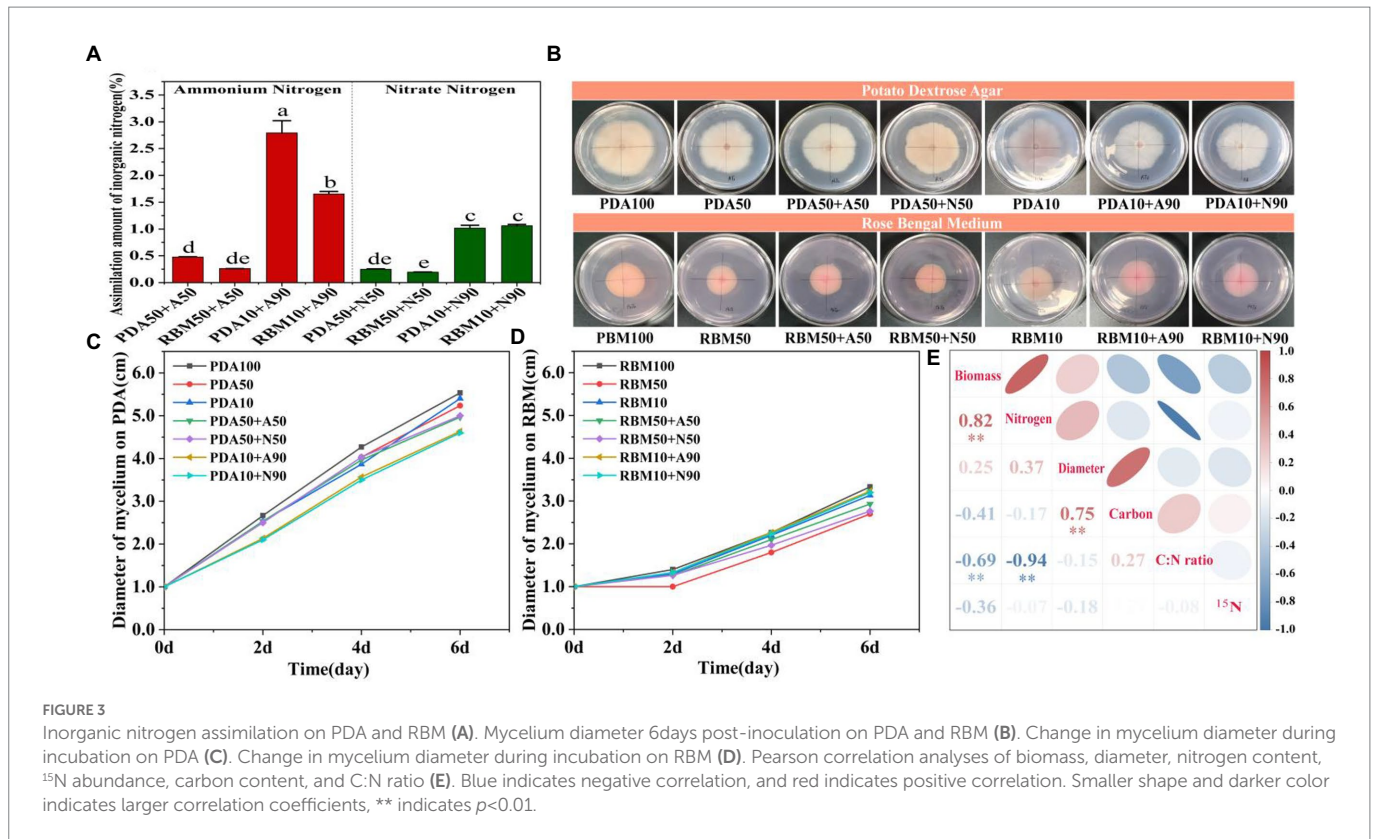 A
Ammonium Nitrogen
Nitrate Nitrogen
Assimilation amount of inorganic nitrogen(%)
3.5
3.0
2.5
2.0
1.5
1.0
0.5
0.0
d
de
a
b
de
e
c
c
PDA50+A50
RBM50+A50
PDA10+A90
RBM10+A90
PDA50+N50
RBM50+N50
PDA10+N90
RBM10+N90
B
Potato Dextrose Agar
PDA100
PDA50
PDA50+A50
PDA50+N50
PDA10
PDA10+A90
PDA10+N90
Rose Bengal Medium
PBM100
RBM50
RBM50+A50
RBM50+N50
RBM10
RBM10+A90
RBM10+N90
C
Diameter of mycelium on PDA(cm)
6.0
5.0
4.0
3.0
2.0
1.0
0.0
PDA100
PDA50
PDA10
PDA50+A50
PDA50+N50
PDA10+A90
PDA10+N90
0d
2d
4d
6d
Time(day)
D
Diameter of mycelium on RBM(cm)
6.0
5.0
4.0
3.0
2.0
1.0
0.0
RBM100
RBM50
RBM10
RBM50+A50
RBM50+N50
RBM10+A90
RBM10+N90
0d
2d
4d
6d
Time(day)
E
Biomass
0.82
**
Nitrogen
0.25
0.37
Diameter
-0.41
-0.17
0.75
**
Carbon
-0.69
**
-0.94
**
-0.15
0.27
C:N ratio
-0.36
-0.07
-0.18
-0.08
¹⁵N
1.0
0.8
0.6
0.4
0.2
0.0
-0.2
-0.4
-0.6
-0.8
-1.0
FIGURE 3
Inorganic nitrogen assimilation on PDA and RBM (A). Mycelium diameter 6days post-inoculation on PDA and RBM (B). Change in mycelium diameter during
incubation on PDA (C). Change in mycelium diameter during incubation on RBM (D). Pearson correlation analyses of biomass, diameter, nitrogen content,
¹⁵N abundance, carbon content, and C:N ratio (E). Blue indicates negative correlation, and red indicates positive correlation. Smaller shape and darker color
indicates larger correlation coefficients, ** indicates p<0.01.